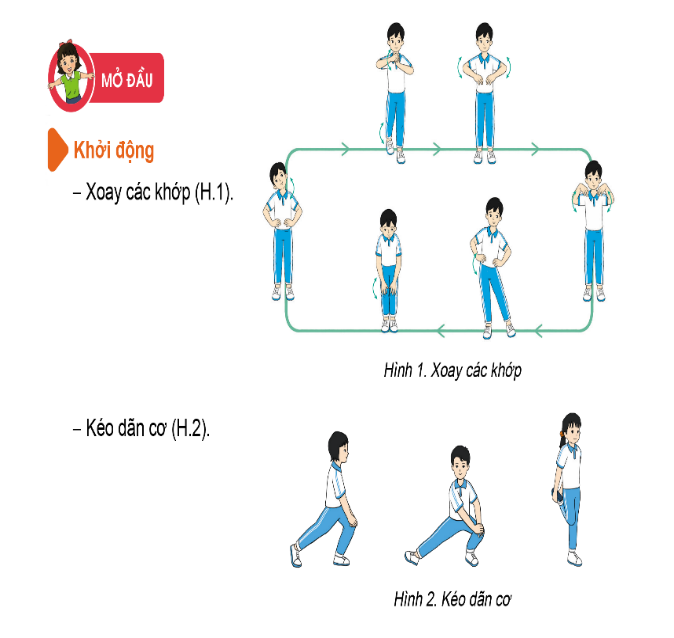 MỞ ĐẦU
Khởi động
– Xoay các khớp (H.1).
Hình 1. Xoay các khớp
– Kéo dãn cơ (H.2).
Hình 2. Kéo dãn cơ